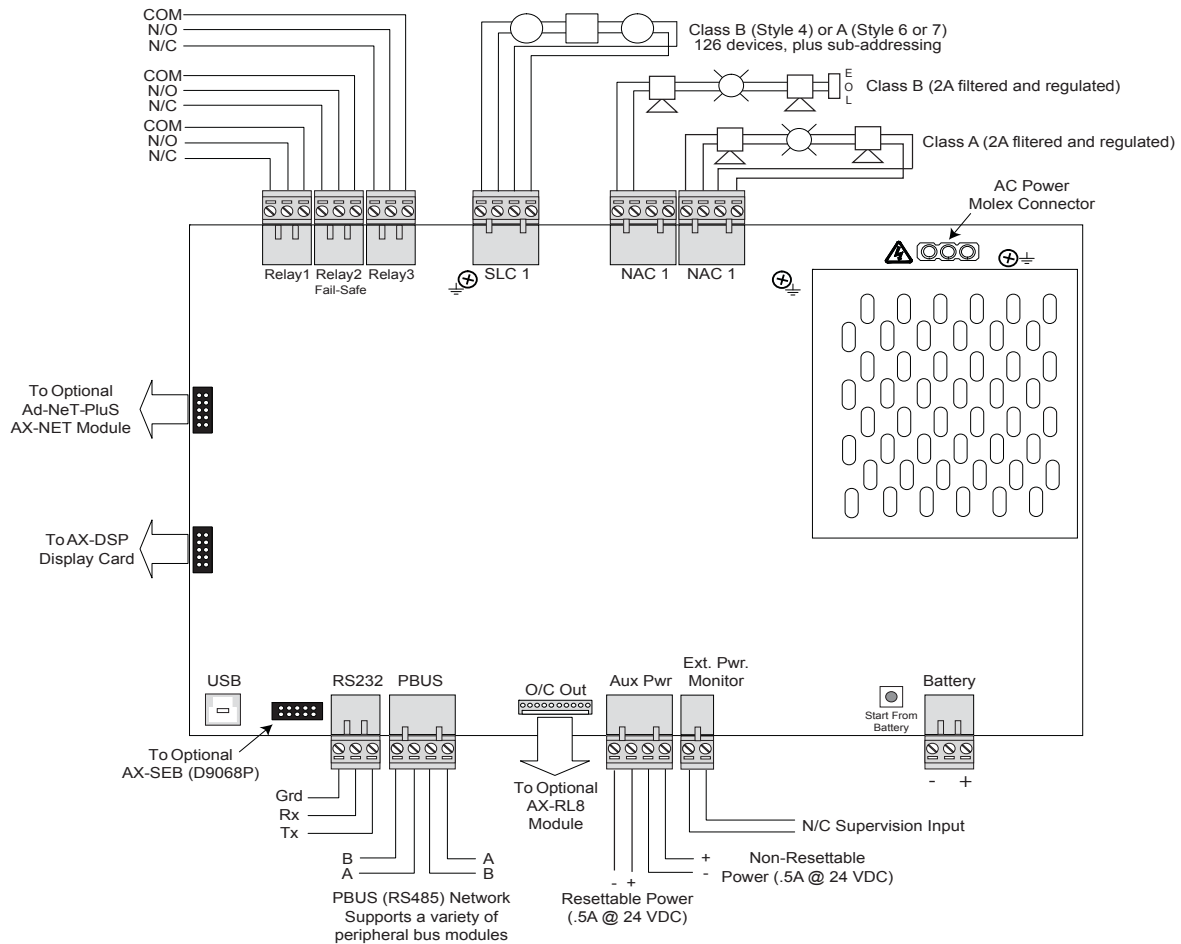 COM
N/O
N/C
COM
N/O
N/C
COM
N/O
N/C
Class B (Style 4) or A (Style 6 or 7)
126 devices, plus sub-addressing
E
O
L
Class B (2A filtered and regulated)
Class A (2A fliltered and regulated)
AC Power
Molex Connector
Relay1
Relay2
Fail-Safe
Relay3
SLC 1
NAC 1
NAC 1
To Optional
Ad-NeT-PluS
AX-NET Module
To AX-DSP
Display Card
USB
RS232
PBUS
O/C Out
Aux Pwr
Ext. Pwr.
Monitor
Start From
Battery
Battery
- +
To Optional
AX-SEB (D9068P)
Grd
Rx
Tx
B
A
A
B
PBUS (RS485) Network
Supports a variety of
peripheral bus modules
To Optional
AX-RL8
Module
- +
Resettable Power
(.5A @ 24 VDC)
+
-
Non-Resettable
Power (.5A @ 24 VDC)
N/C Supervision Input